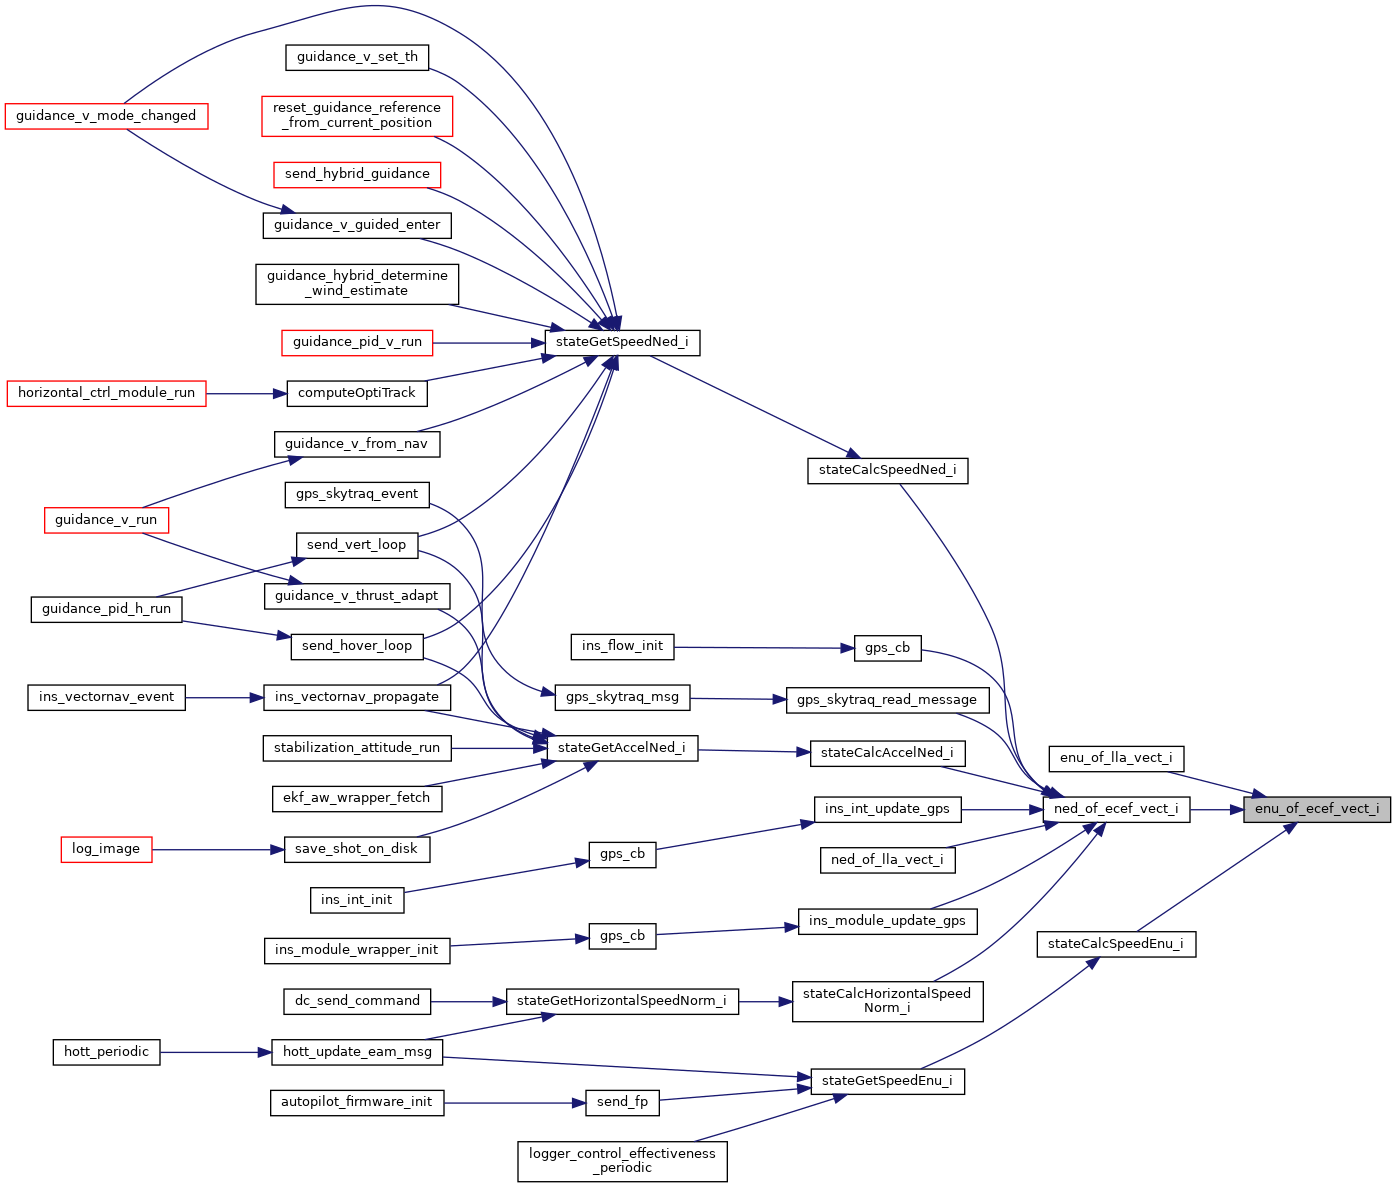 guidance_v_set_th
reset_guidance_reference
_from_current_position
guidance_v_mode_changed
send_hybrid_guidance
guidance_v_guided_enter
guidance_hybrid_determine
_wind_estimate
guidance_pid_v_run
stateGetSpeedNed_i
horizontal_ctrl_module_run
computeOptiTrack
guidance_v_from_nav
stateCalcSpeedNed_i
gps_skytraq_event
guidance_v_run
send_vert_loop
guidance_v_thrust_adapt
guidance_pid_h_run
send_hover_loop
ins_flow_init
gps_cb
ins_vectornav_event
ins_vectornav_propagate
gps_skytraq_msg
gps_skytraq_read_message
stabilization_attitude_run
stateGetAccelNed_i
stateCalcAccelNed_i
enu_of_lla_vect_i
ekf_aw_wrapper_fetch
ins_int_update_gps
ned_of_ecef_vect_i
enu_of_ecef_vect_i
log_image
save_shot_on_disk
gps_cb
ned_of_lla_vect_i
ins_int_init
ins_module_update_gps
ins_module_wrapper_init
gps_cb
stateCalcSpeedEnu_i
dc_send_command
stateGetHorizontalSpeedNorm_i
stateCalcHorizontalSpeed
Norm_i
hott_periodic
hott_update_eam_msg
stateGetSpeedEnu_i
autopilot_firmware_init
send_fp
logger_control_effectiveness
_periodic